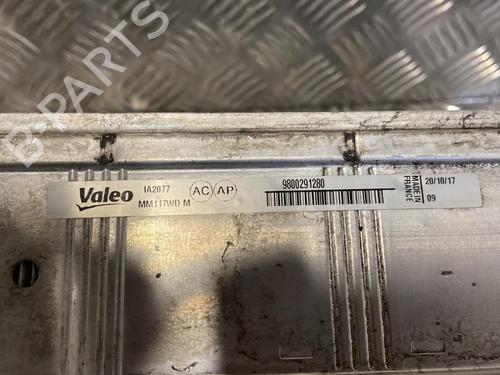 B-PARTS
Valeo
IA2077
MM117WD M
AC AP
9800291280
MADE IN
FRANCE
20/10/17
09